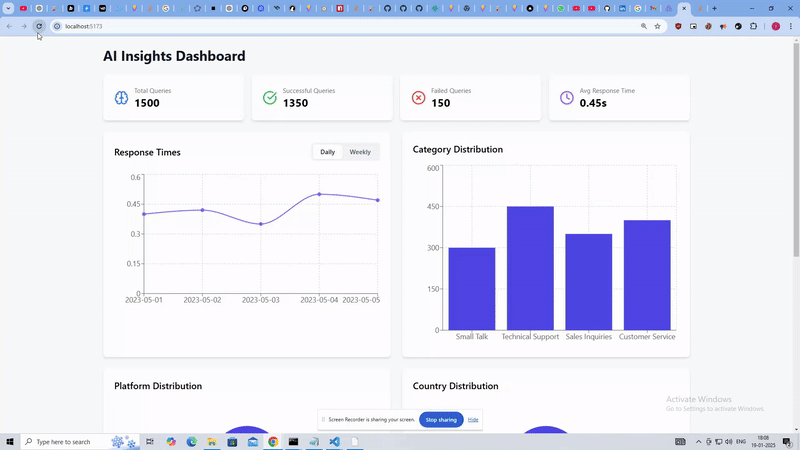 localhost:5173
AI Insights Dashboard
Total Queries
1500
Successful Queries
1350
Failed Queries
150
Avg Response Time
0.45s
Response Times
Daily
Weekly
0.6
0.45
0.3
0.15
0
2023-05-01
2023-05-02
2023-05-03
2023-05-04
2023-05-05
Category Distribution
600
450
300
150
0
Small Talk
Technical Support
Sales Inquiries
Customer Service
Platform Distribution
Country Distribution
Activate Windows
Go to Settings to activate Windows.
Screen Recorder is sharing your screen.
Stop sharing
Hide
Type here to search
ENG
18:08
19-01-2025